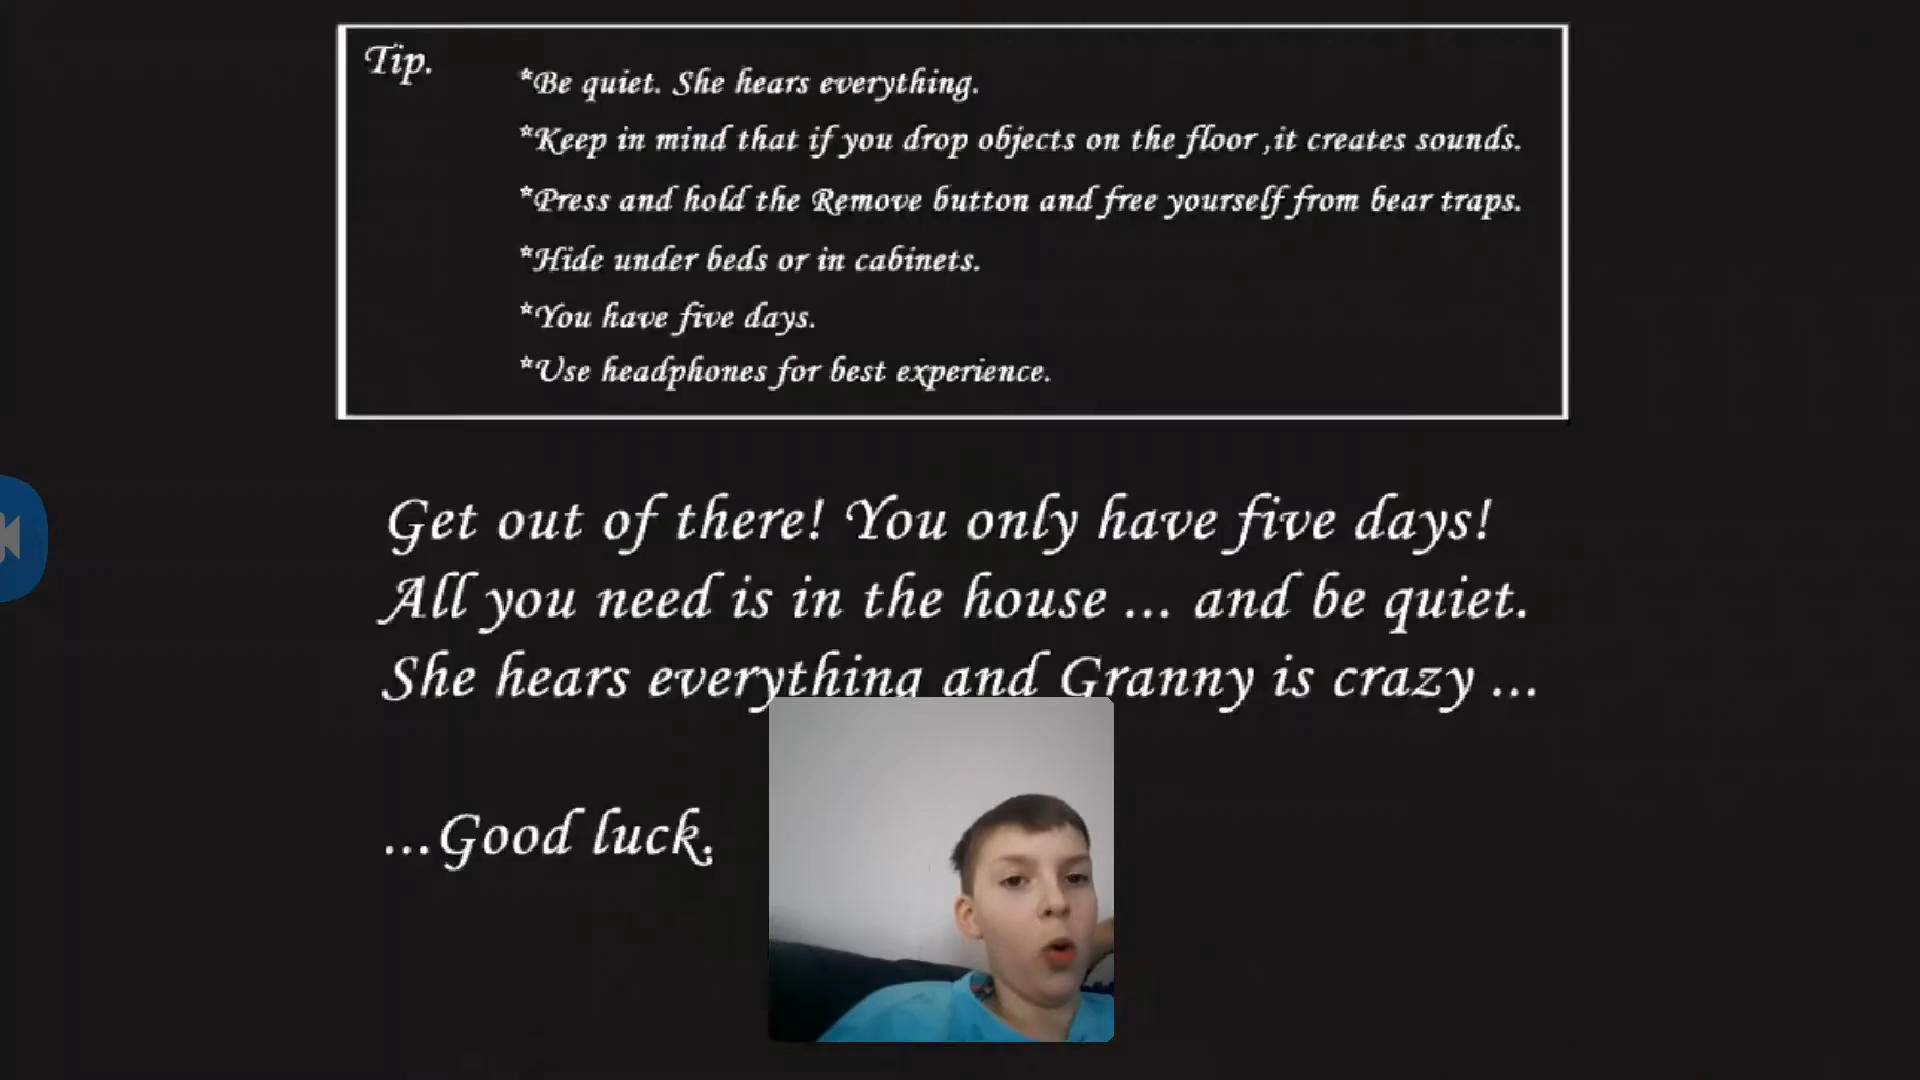 Tip.
*Be quiet. She hears everything.
*Keep in mind that if you drop objects on the floor ,it creates sounds.
*Press and hold the Remove button and free yourself from bear traps.
*Hide under beds or in cabinets.
*You have five days.
*Use headphones for best experience.
Get out of there! You only have five days!
All you need is in the house ... and be quiet.
She hears everything and Granny is crazy ...
...Good luck.